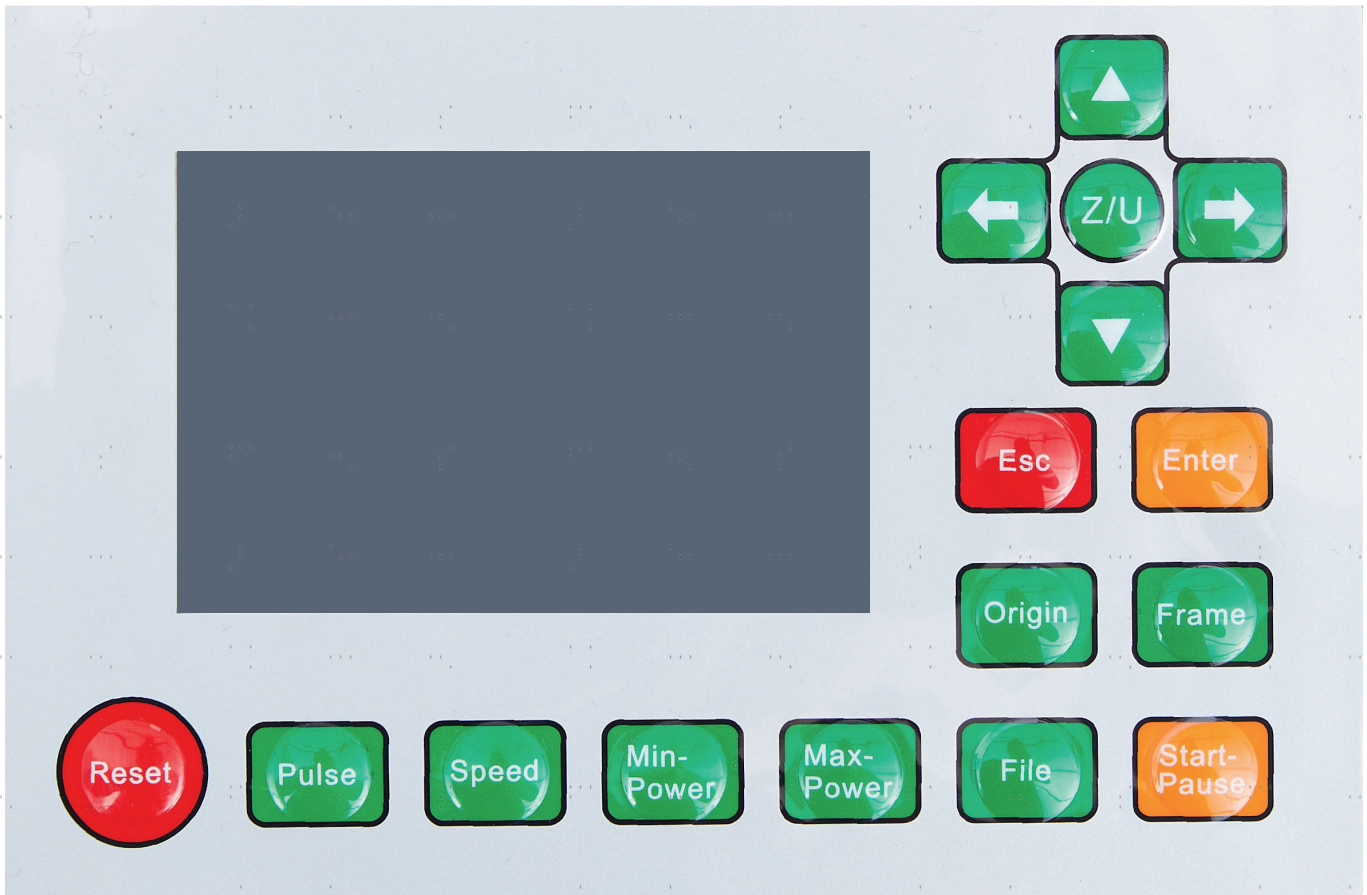 Z/U
Esc
Enter
Origin
Frame
Reset
Pulse
Speed
Min-
Power
Max-
Power
File
Start-
Pause